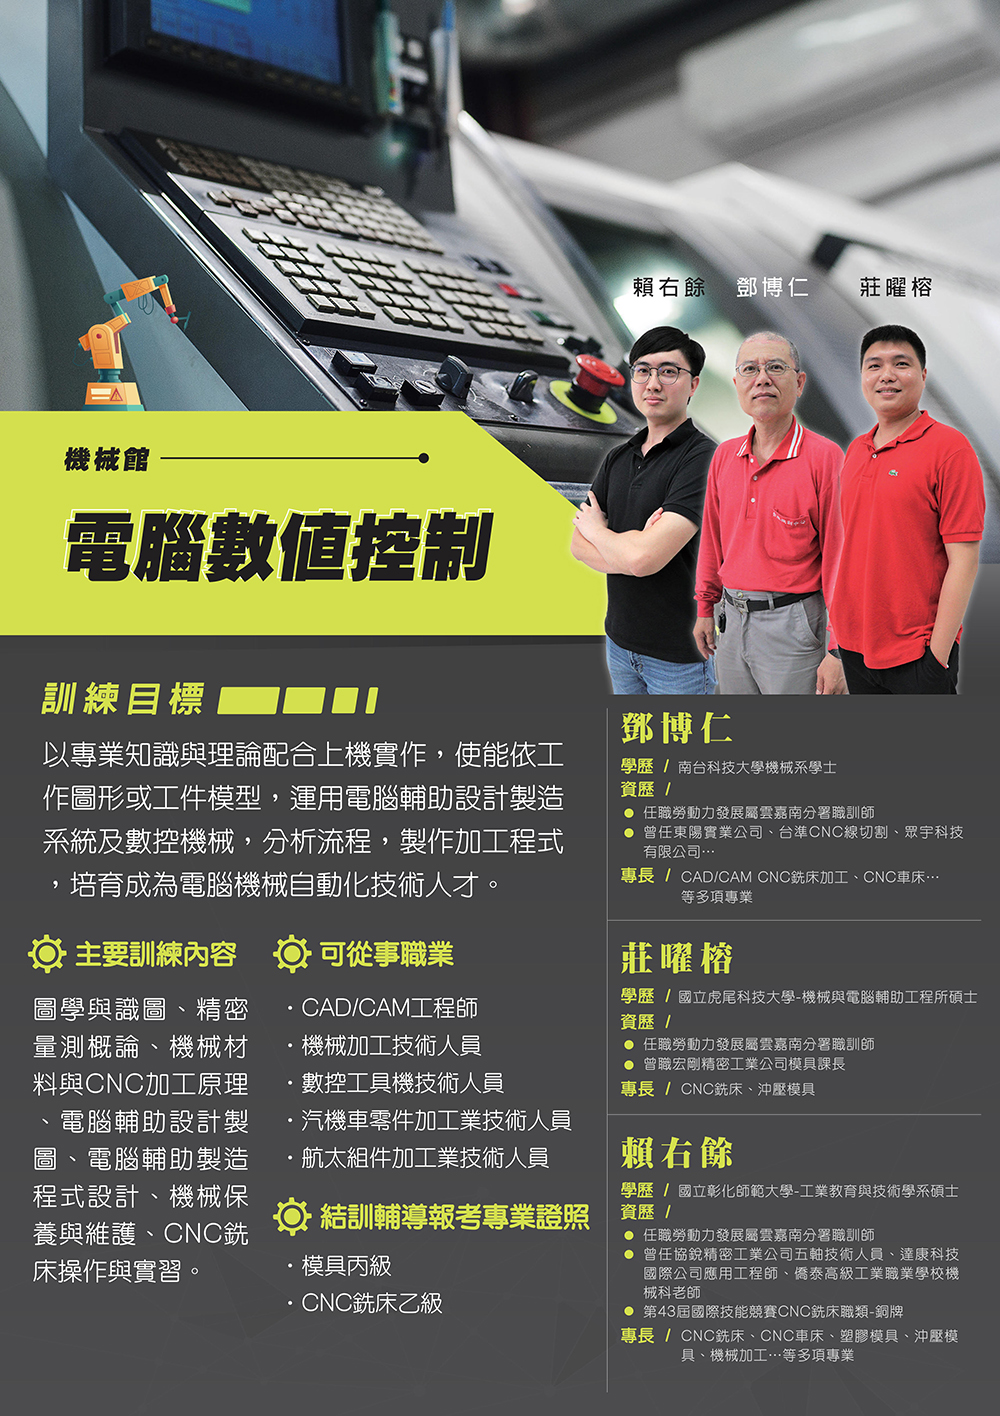 賴右餘 鄧博仁 莊曜榕
機械館
電腦數值控制
訓練目標
以專業知識與理論配合上機實作，使能依工
作圖形或工件模型，運用電腦輔助設計製造
系統及數控機械，分析流程，製作加工程式
，培育成為電腦機械自動化技術人才。
主要訓練內容
圖學與識圖、精密
量測概論、機械材
料與CNC加工原理
、電腦輔助設計製
圖、電腦輔助製造
程式設計、機械保
養與維護、CNC銑
床操作與實習。
可從事職業
・CAD/CAM工程師
・機械加工技術人員
・數控工具機技術人員
・汽機車零件加工業技術人員
・航太組件加工業技術人員
結訓輔導報考專業證照
・模具丙級
・CNC銑床乙級
鄧博仁
學歷 / 南台科技大學機械系學士
資歷 /
● 任職勞動力發展屬雲嘉南分署職訓師
● 曾任東陽實業公司、台準CNC線切割、眾宇科技
有限公司…
專長 / CAD/CAM CNC銑床加工、CNC車床…
等多項專業
莊曜榕
學歷 / 國立虎尾科技大學-機械與電腦輔助工程所碩士
資歷 /
● 任職勞動力發展屬雲嘉南分署職訓師
● 曾職宏剛精密工業公司模具課長
專長 / CNC銑床、沖壓模具
賴右餘
學歷 / 國立彰化師範大學-工業教育與技術學系碩士
資歷 /
● 任職勞動力發展屬雲嘉南分署職訓師
● 曾任協銳精密工業公司五軸技術人員、達康科技
國際公司應用工程師、僑泰高級工業職業學校機
械科老師
● 第43屆國際技能競賽CNC銑床職類-銅牌
專長 / CNC銑床、CNC車床、塑膠模具、沖壓模
具、機械加工…等多項專業